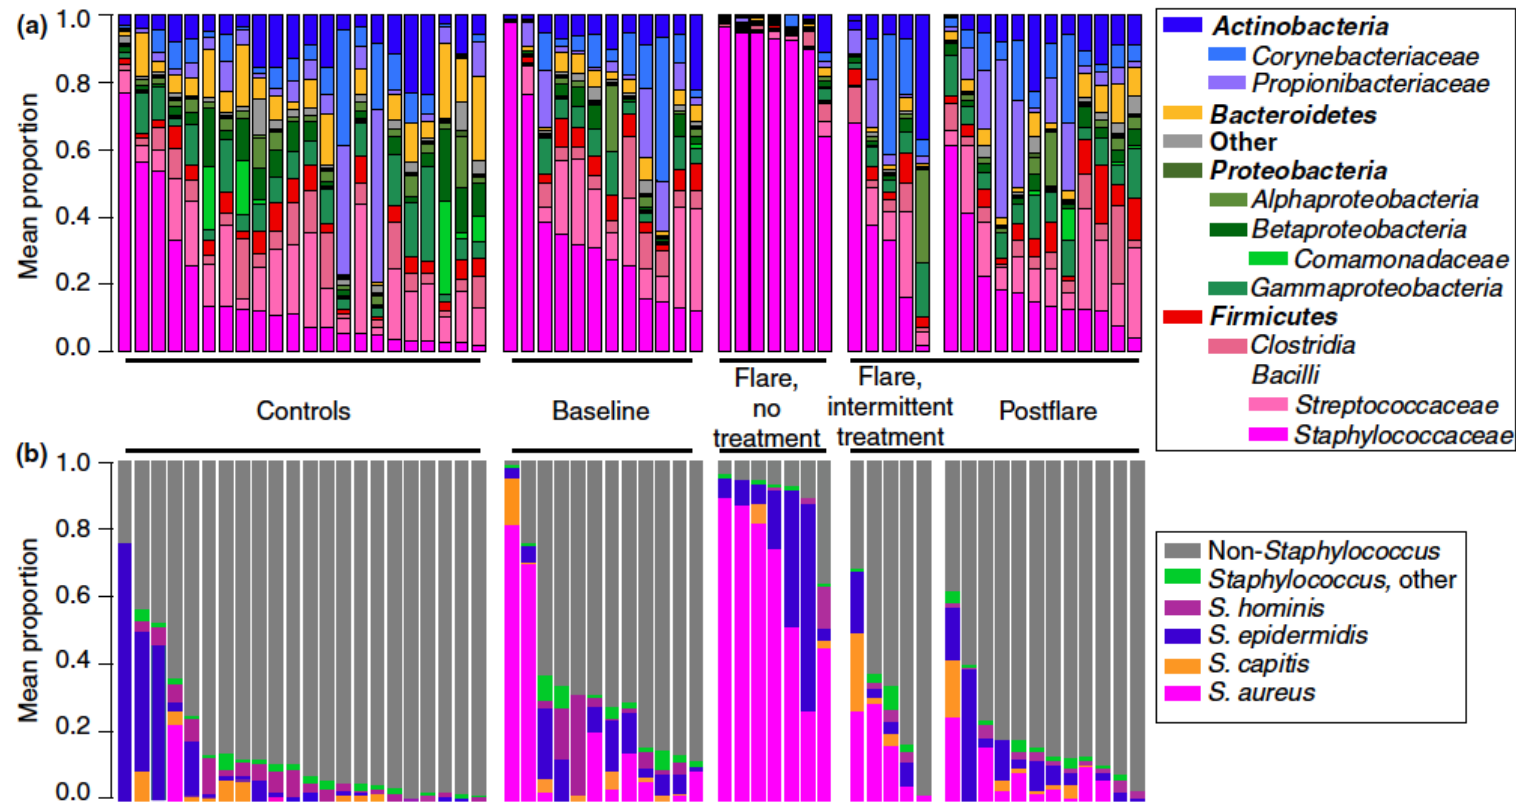 (a)
Mean proportion
1.0
0.8
0.6
0.4
0.2
0.0
Controls
Baseline
Flare,
no
treatment
Flare,
intermittent
treatment
Postflare
Actinobacteria
Corynebacteriaceae
Propionibacteriaceae
Bacteroidetes
Other
Proteobacteria
Alphaproteobacteria
Betaproteobacteria
Comamonadaceae
Gammaproteobacteria
Firmicutes
Clostridia
Bacilli
Streptococcaceae
Staphylococcaceae
(b)
Mean proportion
1.0
0.8
0.6
0.4
0.2
0.0
Non-Staphylococcus
Staphylococcus, other
S. hominis
S. epidermidis
S. capitis
S. aureus